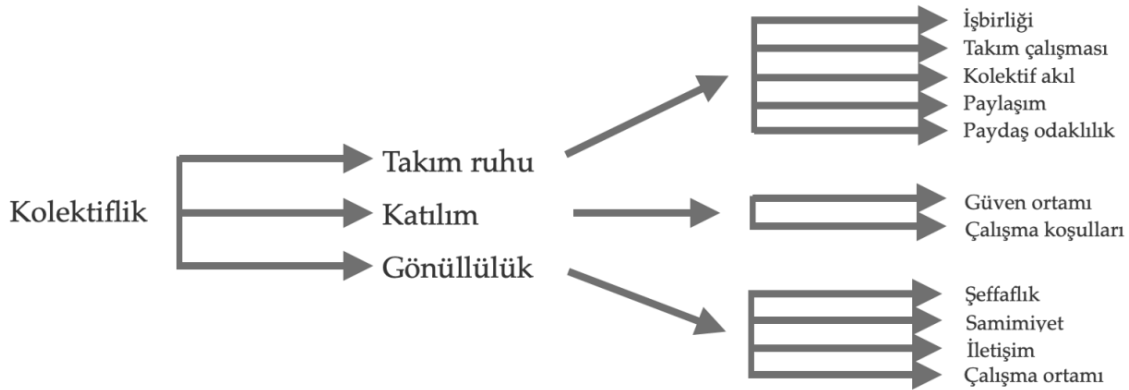 Kolektiflik
Takım ruhu
Katılım
Gönüllülük
İşbirliği
Takım çalışması
Kolektif akıl
Paylaşım
Paydaş odaklılık
Güven ortamı
Çalışma koşulları
Şeffaflık
Samimiyet
İletişim
Çalışma ortamı